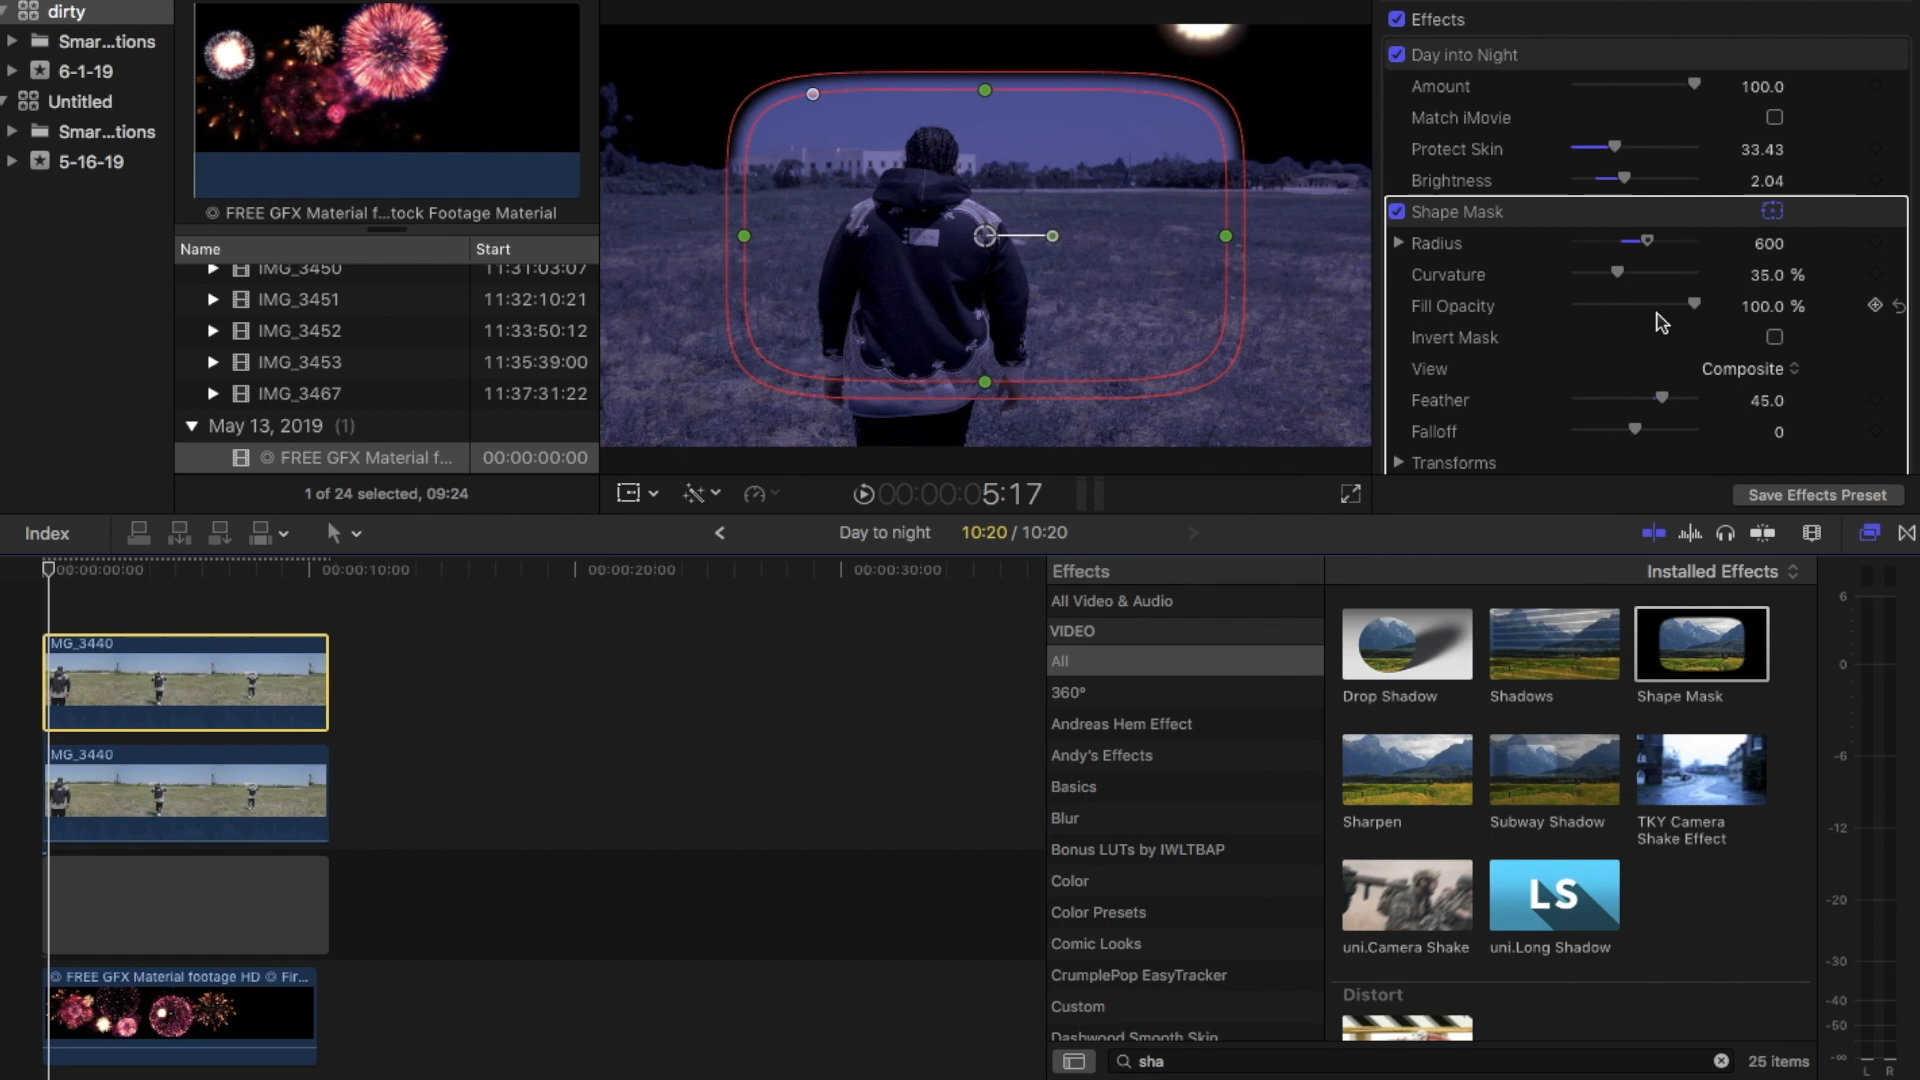 dirty
Smar...tions
6-1-19
Untitled
Smar...tions
5-16-19
FREE GFX Material f...tock Footage Material
Name Start
IMG_3450 11:31:03:07
IMG_3451 11:32:10:21
IMG_3452 11:33:50:12
IMG_3453 11:35:39:00
IMG_3467 11:37:31:22
May 13, 2019 (1)
FREE GFX Material f... 00:00:00:00
1 of 24 selected, 09:24
00:00:05:17
Effects
Day into Night
Amount 100.0
Match iMovie
Protect Skin 33.43
Brightness 2.04
Shape Mask
Radius 600
Curvature 35.0 %
Fill Opacity 100.0 %
Invert Mask
View Composite
Feather 45.0
Falloff 0
Transforms
Save Effects Preset
Index
Day to night 10:20 / 10:20
00:00:00:00 00:00:10:00 00:00:20:00 00:00:30:00
MG_3440
MG_3440
FREE GFX Material footage HD © Fir...
Effects
All Video & Audio
VIDEO
All
360°
Andreas Hem Effect
Andy's Effects
Basics
Blur
Bonus LUTs by IWLTBAP
Color
Color Presets
Comic Looks
CrumplePop EasyTracker
Custom
Dashwood Smooth Skin
Installed Effects
Drop Shadow
Shadows
Shape Mask
Sharpen
Subway Shadow
TKY Camera
Shake Effect
LS
uni.Camera Shake
uni.Long Shadow
Distort
sha
25 items
6
0
-6
-12
-20
-30
-40
-50
-∞
L R